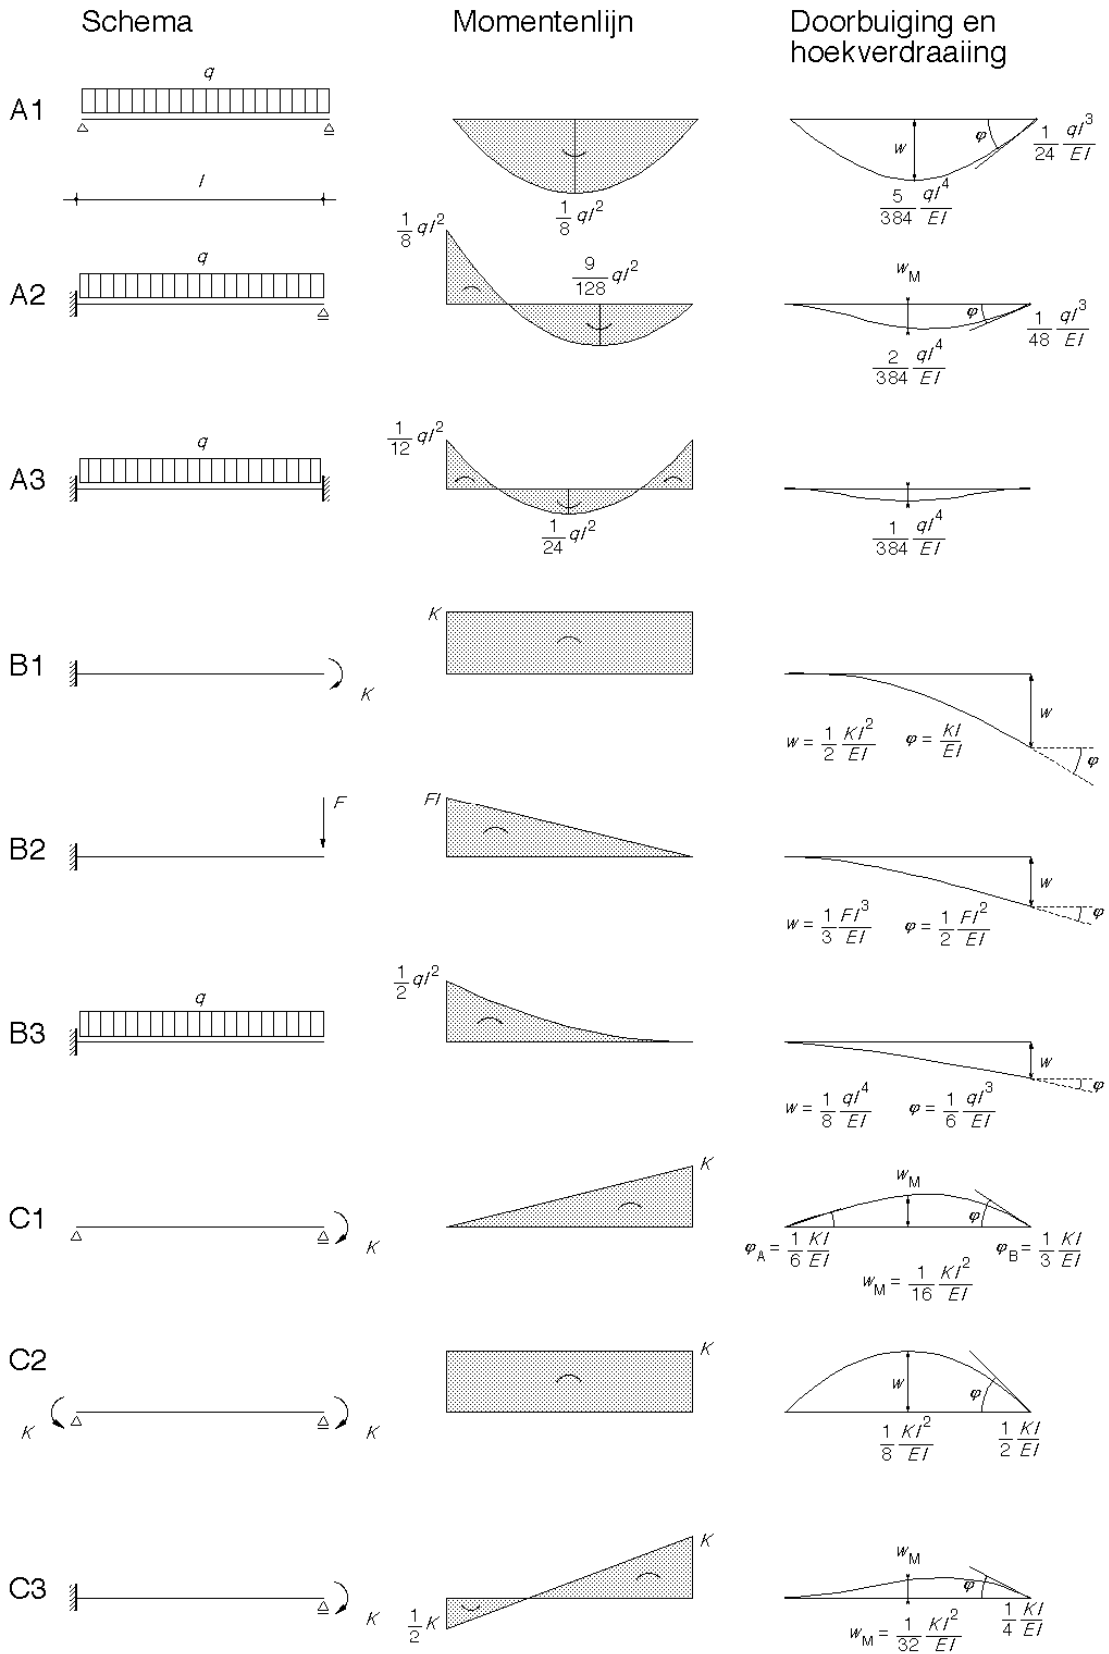 Schema Momentenlijn Doorbuiging en
hoekverdraaiing
A1 q w φ 1/24 ql³/EI
l 1/8 ql² 5/384 ql⁴/EI
1/8 ql²
A2 q 9/128 ql² w_M φ 1/48 ql³/EI
2/384 ql⁴/EI
A3 q 1/12 ql²
1/24 ql² 1/384 ql⁴/EI
B1 K K w
w = 1/2 Kl²/EI φ = Kl/EI φ
B2 F Fl w
w = 1/3 Fl³/EI φ = 1/2 Fl²/EI φ
B3 q 1/2 ql² w
w = 1/8 ql⁴/EI φ = 1/6 ql³/EI φ
C1 K K w_M φ
φ_A = 1/6 Kl/EI φ_B = 1/3 Kl/EI
w_M = 1/16 Kl²/EI
C2 K K K w φ
1/8 Kl²/EI 1/2 Kl/EI
C3 K 1/2 K K w_M φ
w_M = 1/32 Kl²/EI 1/4 Kl/EI